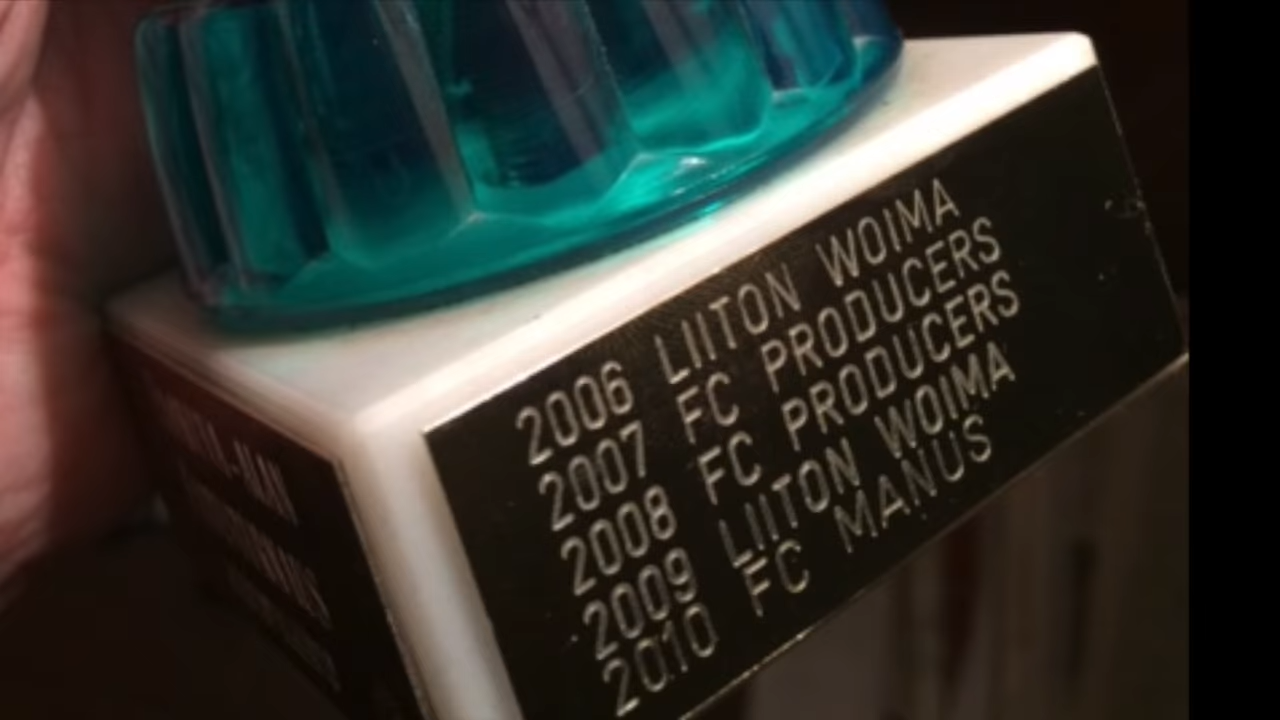 2006 LIITON WOIMA
2007 FC PRODUCERS
2008 FC PRODUCERS
2009 LIITON WOIMA
2010 FC MANUS